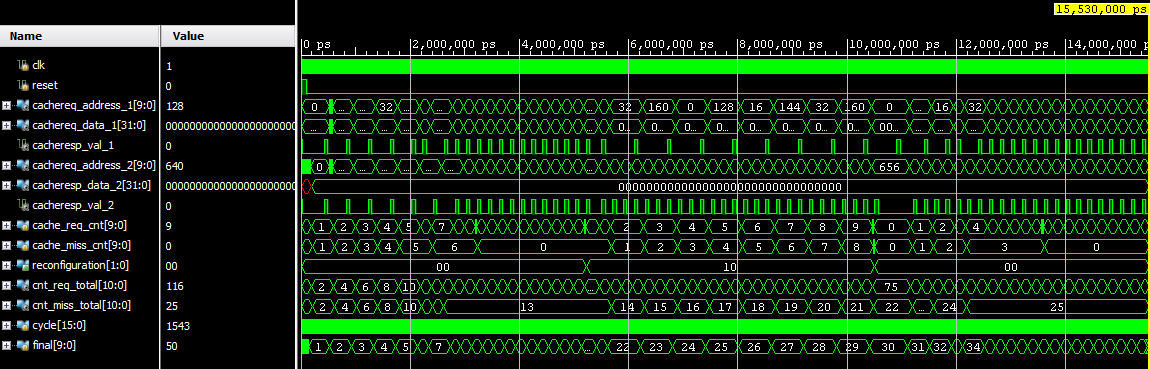 15,530,000 ps
Name Value
0 ps 2,000,000 ps 4,000,000 ps 6,000,000 ps 8,000,000 ps 10,000,000 ps 12,000,000 ps 14,000,000 ps
clk 1
reset 0
cachereq_address_1[9:0] 128 0 ... ... 32 ... ... ... 32 160 0 128 16 144 32 160 0 ... 16 32
cachereq_data_1[31:0] 0000000000000000000000 ... ... ... ... ... ... 0... 0... 0... 0... 0... 0... 0... 0... 00... ... ...
cacheresp_val_1 0
cachereq_address_2[9:0] 640 0 ... ... ... ... ... ... 656
cacheresp_data_2[31:0] 0000000000000000000000 00000000000000000000000000000000
cacheresp_val_2 0
cache_req_cnt[9:0] 9 1 2 3 4 5 7 2 3 4 5 6 7 8 9 0 1 2 4
cache_miss_cnt[9:0] 0 1 2 3 4 5 6 0 1 2 3 4 5 6 7 8 0 1 2 3 0
reconfiguration[1:0] 00 00 10 00
cnt_req_total[10:0] 116 2 4 6 8 10 ... 75
cnt_miss_total[10:0] 25 2 4 6 8 10 13 14 15 16 17 18 19 20 21 22 ... 24 25
cycle[15:0] 1543
final[9:0] 50 1 2 3 4 5 7 ... 22 23 24 25 26 27 28 29 30 31 32 34